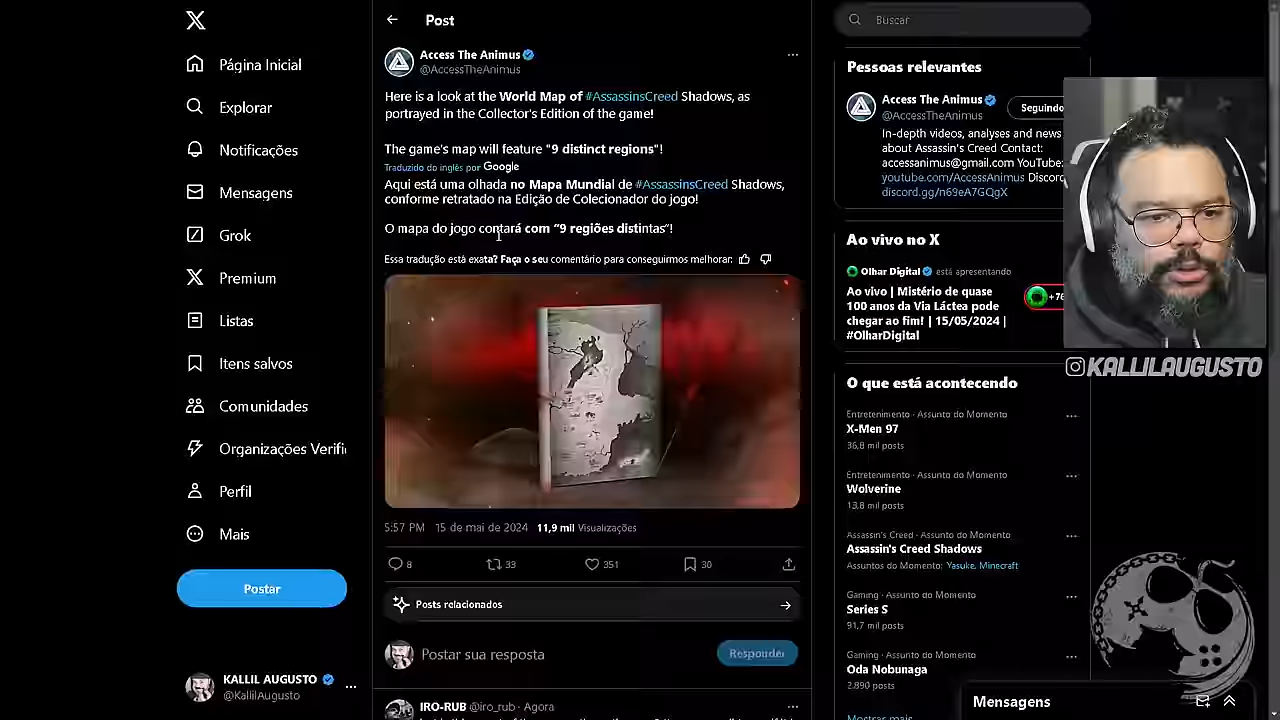 Página Inicial
Explorar
Notificações
Mensagens
Grok
Premium
Listas
Itens salvos
Comunidades
Organizações Verifi
Perfil
Mais
Postar
KALLIL AUGUSTO
@KallilAugusto
Post
Access The Animus
@AccessTheAnimus
Here is a look at the World Map of #AssassinsCreed Shadows, as
portrayed in the Collector's Edition of the game!
The game's map will feature "9 distinct regions"!
Traduzido do inglês por Google
Aqui está uma olhada no Mapa Mundial de #AssassinsCreed Shadows,
conforme retratado na Edição de Colecionador do jogo!
O mapa do jogo contará com “9 regiões distintas”!
Essa tradução está exata? Faça o seu comentário para conseguirmos melhorar:
5:57 PM 15 de mai de 2024 11,9 mil Visualizações
8 33 351 30
Posts relacionados
Postar sua resposta
Responder
IRO-RUB @iro_rub · Agora
Buscar
Pessoas relevantes
Access The Animus
@AccessTheAnimus
Seguindo
In-depth videos, analyses and news
about Assassin's Creed Contact:
accessanimus@gmail.com YouTube:
youtube.com/AccessAnimus Discord
discord.gg/n69eA7GQgX
Ao vivo no X
Olhar Digital está apresentando
Ao vivo | Mistério de quase
100 anos da Via Láctea pode
chegar ao fim! | 15/05/2024 |
#OlharDigital
+76
KALLILAUGUSTO
O que está acontecendo
Entretenimento · Assunto do Momento
X-Men 97
36,8 mil posts
Entretenimento · Assunto do Momento
Wolverine
13,8 mil posts
Assassin's Creed · Assunto do Momento
Assassin's Creed Shadows
Assuntos do Momento: Yasuke, Minecraft
Gaming · Assunto do Momento
Series S
91,7 mil posts
Gaming · Assunto do Momento
Oda Nobunaga
2.890 posts
Mostrar mais
Mensagens